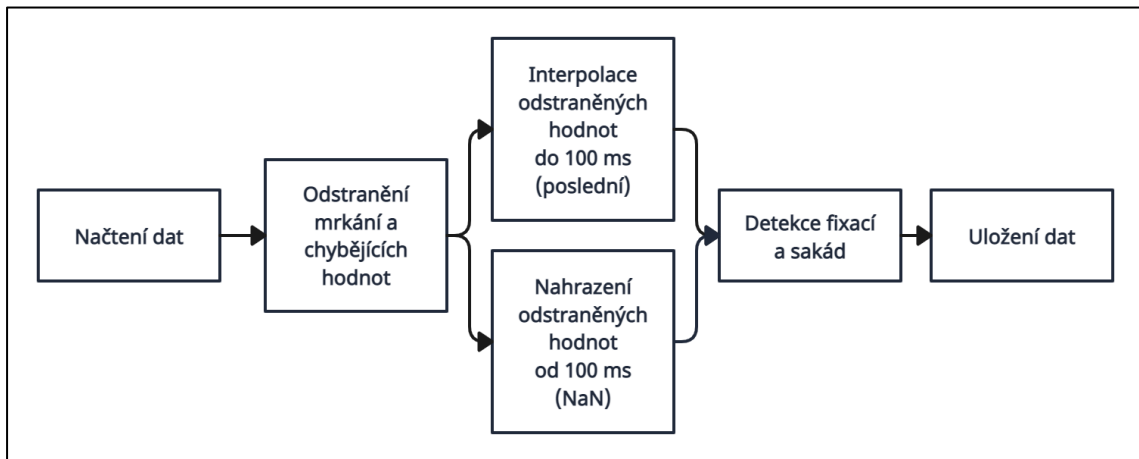 Načtení dat
Odstranění
mrkání a
chybějících
hodnot
Interpolace
odstraněných
hodnot
do 100 ms
(poslední)
Nahrazení
odstraněných
hodnot
od 100 ms
(NaN)
Detekce fixací
a sakád
Uložení dat